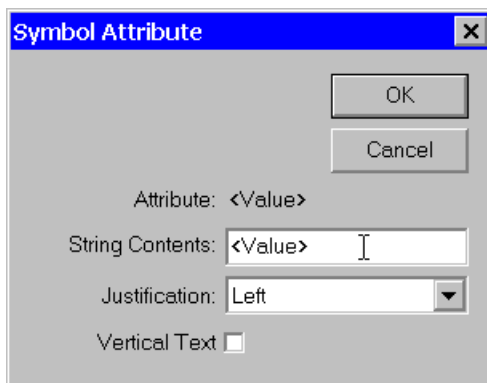 Symbol Attribute
OK
Cancel
Attribute: <Value>
String Contents: <Value>
Justification: Left
Vertical Text